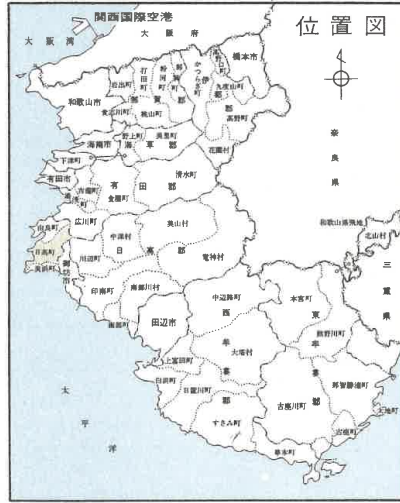 位置図
関西国際空港
大阪湾
大阪府
奈良県
三重県
太平洋
和歌山県飛地
北山村
橋本市
高野口町
かつらぎ町
伊都郡
九度山町
高野町
花園村
那賀町
粉河町
打田町
岩出町
桃山町
貴志川町
那賀郡
和歌山市
海南市
野上町
美里町
海草郡
下津町
有田市
吉備町
湯浅町
金屋町
清水町
有田郡
広川町
由良町
日高町
美浜町
御坊市
川辺町
中津村
美山村
日高郡
龍神村
印南町
南部川村
南部町
田辺市
中辺路町
西牟婁郡
大塔村
上富田町
白浜町
日置川町
すさみ町
本宮町
東牟婁郡
熊野川町
那智勝浦町
太地町
古座川町
古座町
串本町